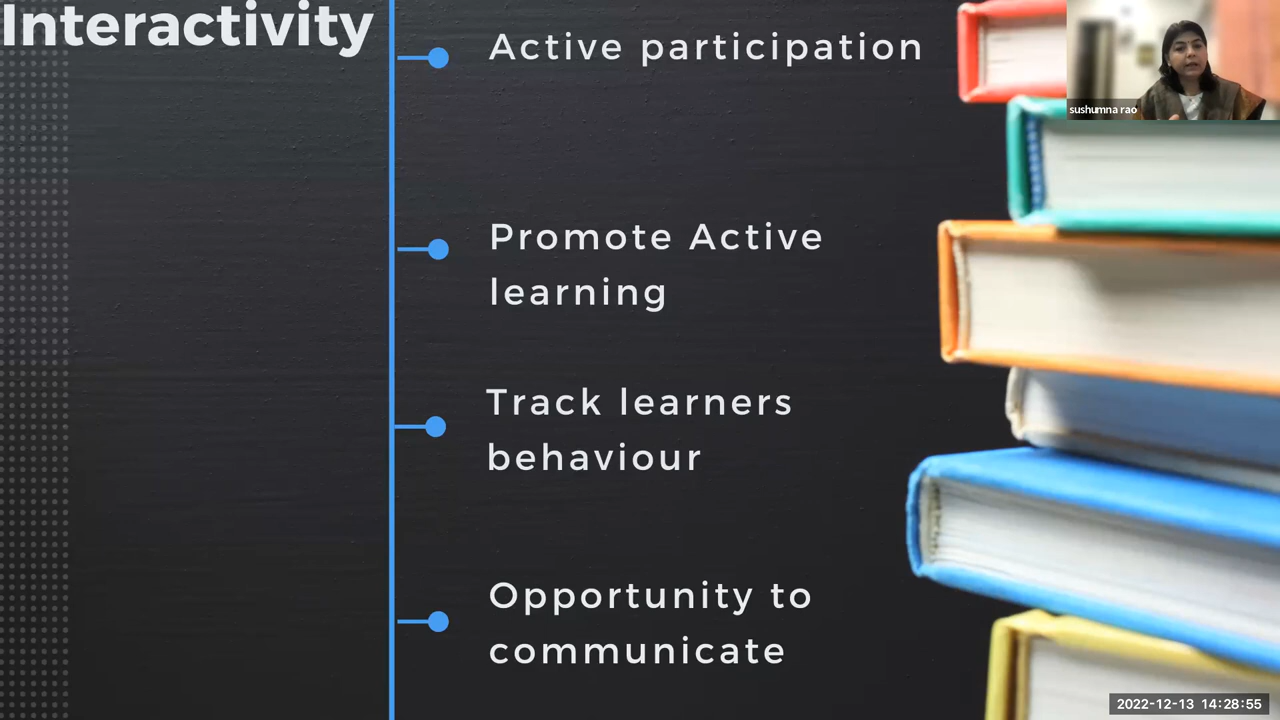 Interactivity
Active participation
sushumna rao
Promote Active
learning
Track learners
behaviour
Opportunity to
communicate
2022-12-13 14:28:55